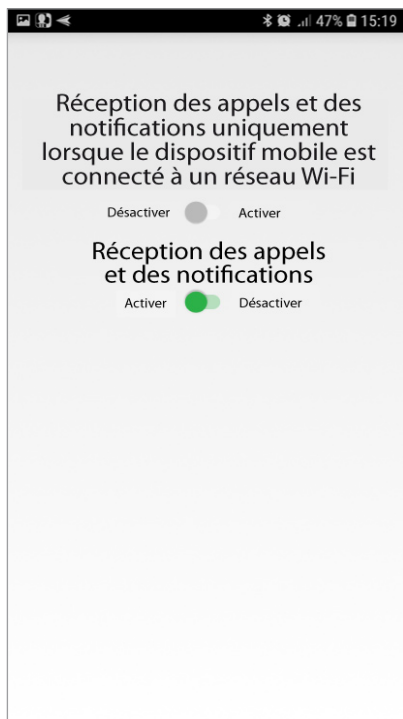 47% 15:19
Réception des appels et des
notifications uniquement
lorsque le dispositif mobile est
connecté à un réseau Wi-Fi
Désactiver Activer
Réception des appels
et des notifications
Activer Désactiver